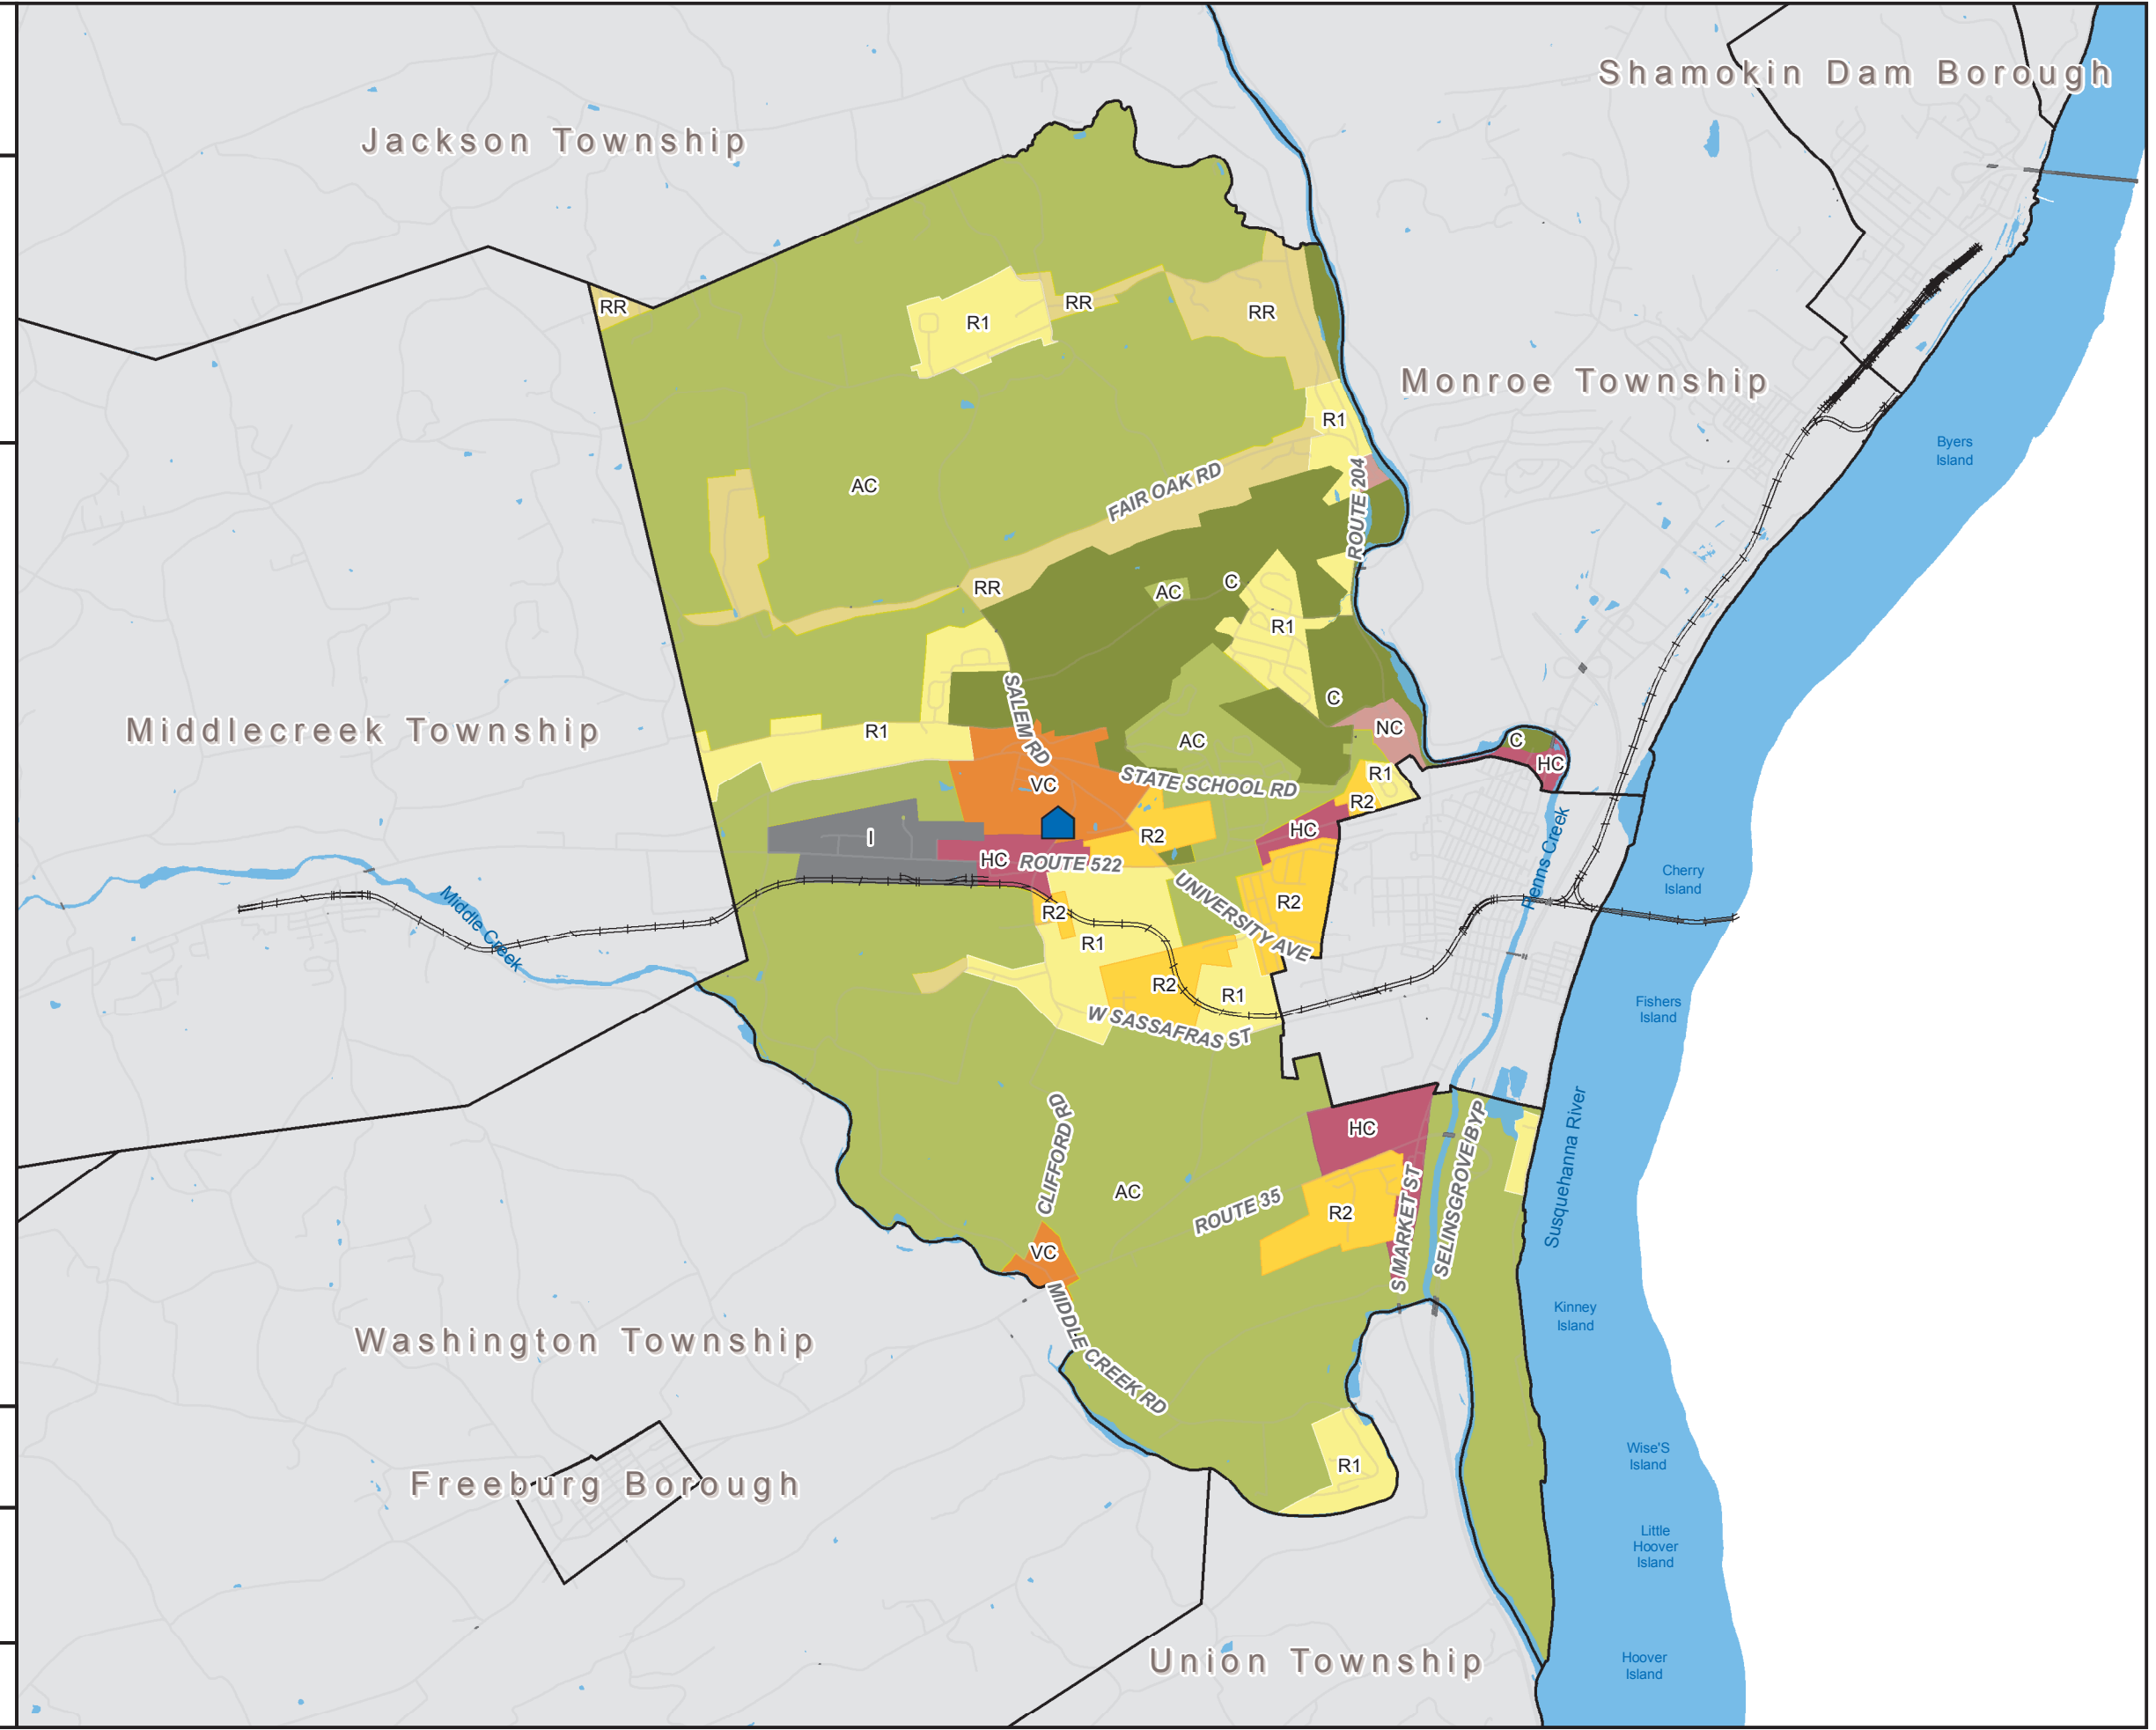 Shamokin Dam Borough
Jackson Township
RR
RR
RR
R1
Monroe Township
R1
Byers
Island
AC
FAIR OAK RD
ROUTE 204
RR
AC
C
R1
SALEM RD
C
Middlecreek Township
R1
NC
AC
C
HC
STATE SCHOOL RD
R1
VC
R2
I
R2
HC
HC
ROUTE 522
Penns Creek
Cherry
Island
UNIVERSITY AVE
R2
R2
Middle Creek
R1
R2
R1
Fishers
Island
W SASSAFRAS ST
CLIFFORD RD
HC
SELINSGROVE BYP
Susquehanna River
AC
ROUTE 35
R2
S MARKET ST
VC
MIDDLE CREEK RD
Kinney
Island
Washington Township
Wise'S
Island
R1
Freeburg Borough
Little
Hoover
Island
Union Township
Hoover
Island